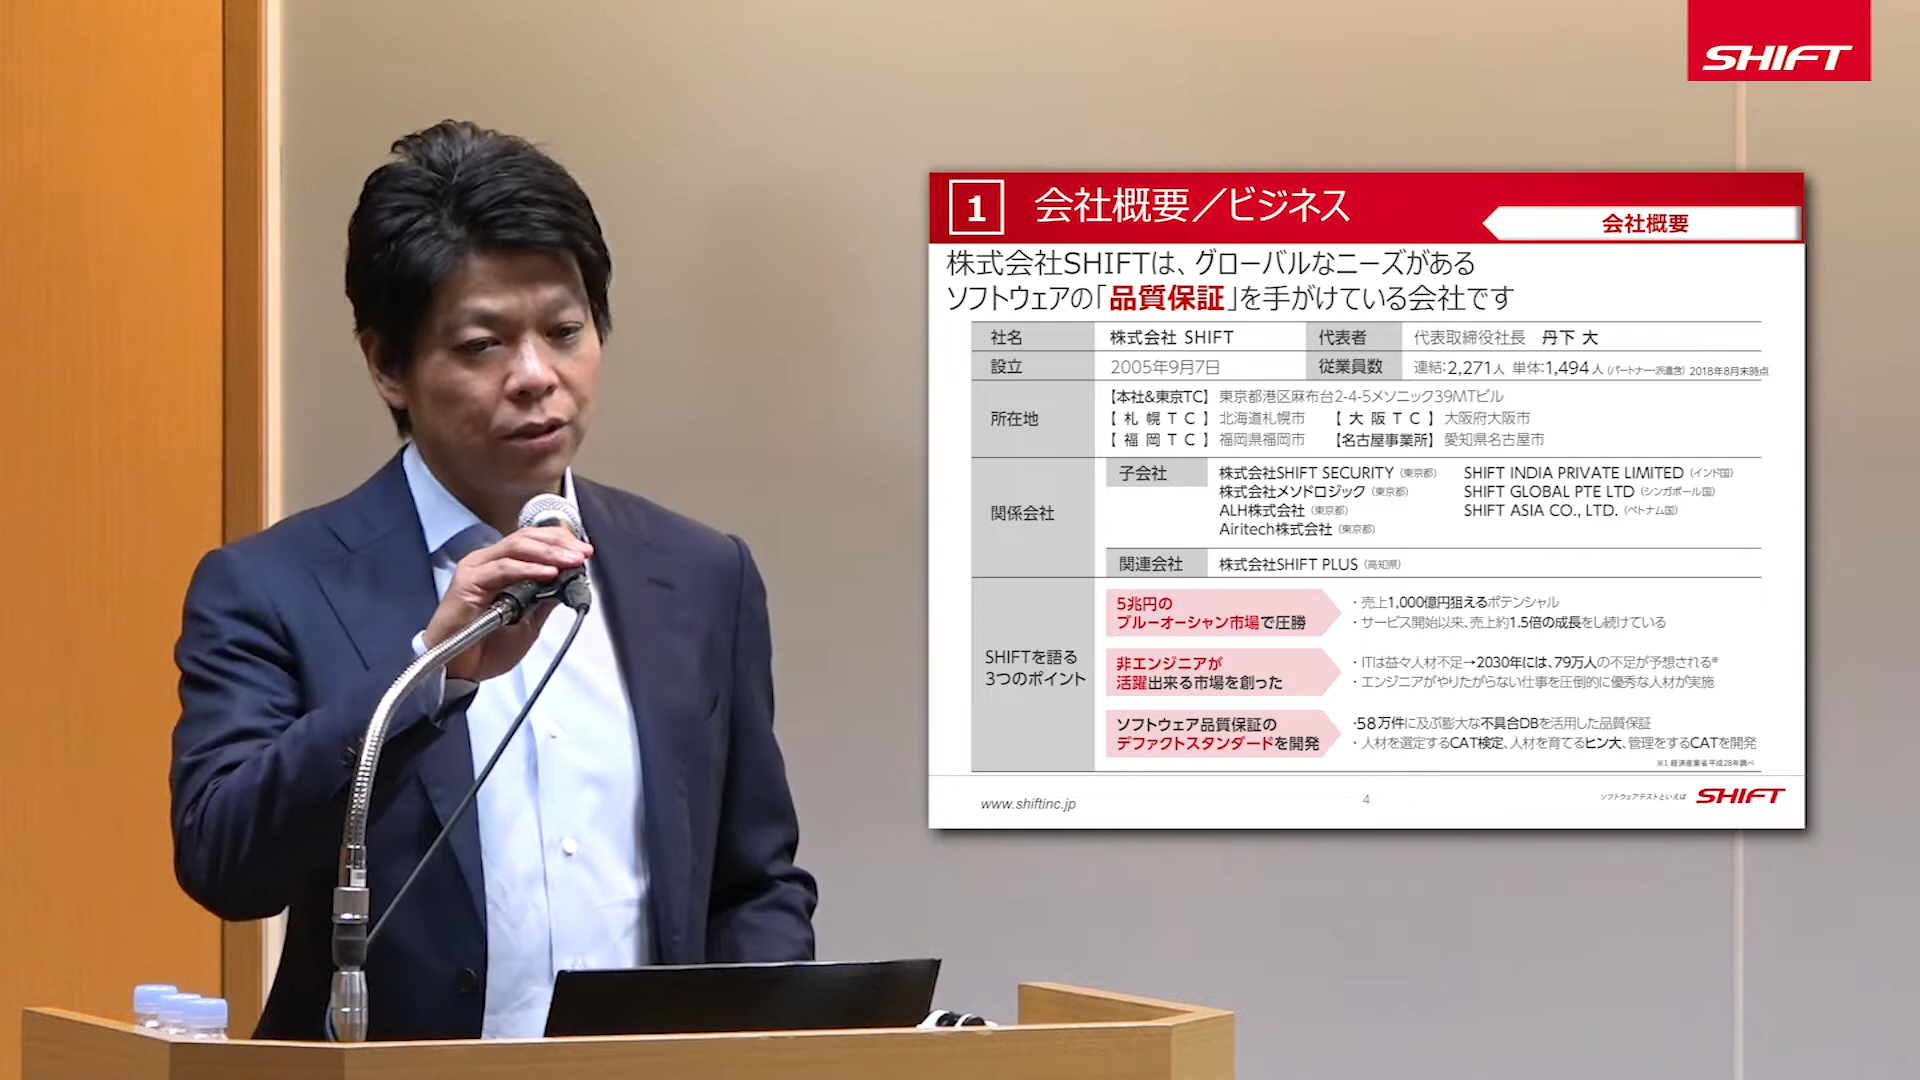 SHIFT
1 会社概要／ビジネス
会社概要
株式会社SHIFTは、グローバルなニーズがある
ソフトウェアの「品質保証」を手がけている会社です
社名 株式会社 SHIFT 代表者 代表取締役社長 丹下 大
設立 2005年9月7日 従業員数 連結:2,271人 単体:1,494人 (パートナー・派遣含) 2018年8月末時点
所在地
【本社&東京TC】 東京都港区麻布台2-4-5メソニック39MTビル
【札幌TC】 北海道札幌市 【大阪TC】 大阪府大阪市
【福岡TC】 福岡県福岡市 【名古屋事業所】 愛知県名古屋市
関係会社
子会社 株式会社SHIFT SECURITY (東京都) SHIFT INDIA PRIVATE LIMITED (インド国)
株式会社メソドロジック (東京都) SHIFT GLOBAL PTE LTD (シンガポール国)
ALH株式会社 (東京都) SHIFT ASIA CO., LTD. (ベトナム国)
Airitech株式会社 (東京都)
関連会社 株式会社SHIFT PLUS (高知県)
SHIFTを語る
3つのポイント
5兆円の
ブルーオーシャン市場で圧勝
・売上1,000億円狙えるポテンシャル
・サービス開始以来、売上約1.5倍の成長をし続けている
非エンジニアが
活躍出来る市場を創った
・ITは益々人材不足→2030年には、79万人の不足が予想される※
・エンジニアがやりたがらない仕事を圧倒的に優秀な人材が実施
ソフトウェア品質保証の
デファクトスタンダードを開発
・58万件に及ぶ膨大な不具合DBを活用した品質保証
・人材を選定するCAT検定、人材を育てるヒン大、管理をするCATを開発
※1 経済産業省平成28年調べ
www.shiftinc.jp
4
ソフトウェアテストといえば SHIFT